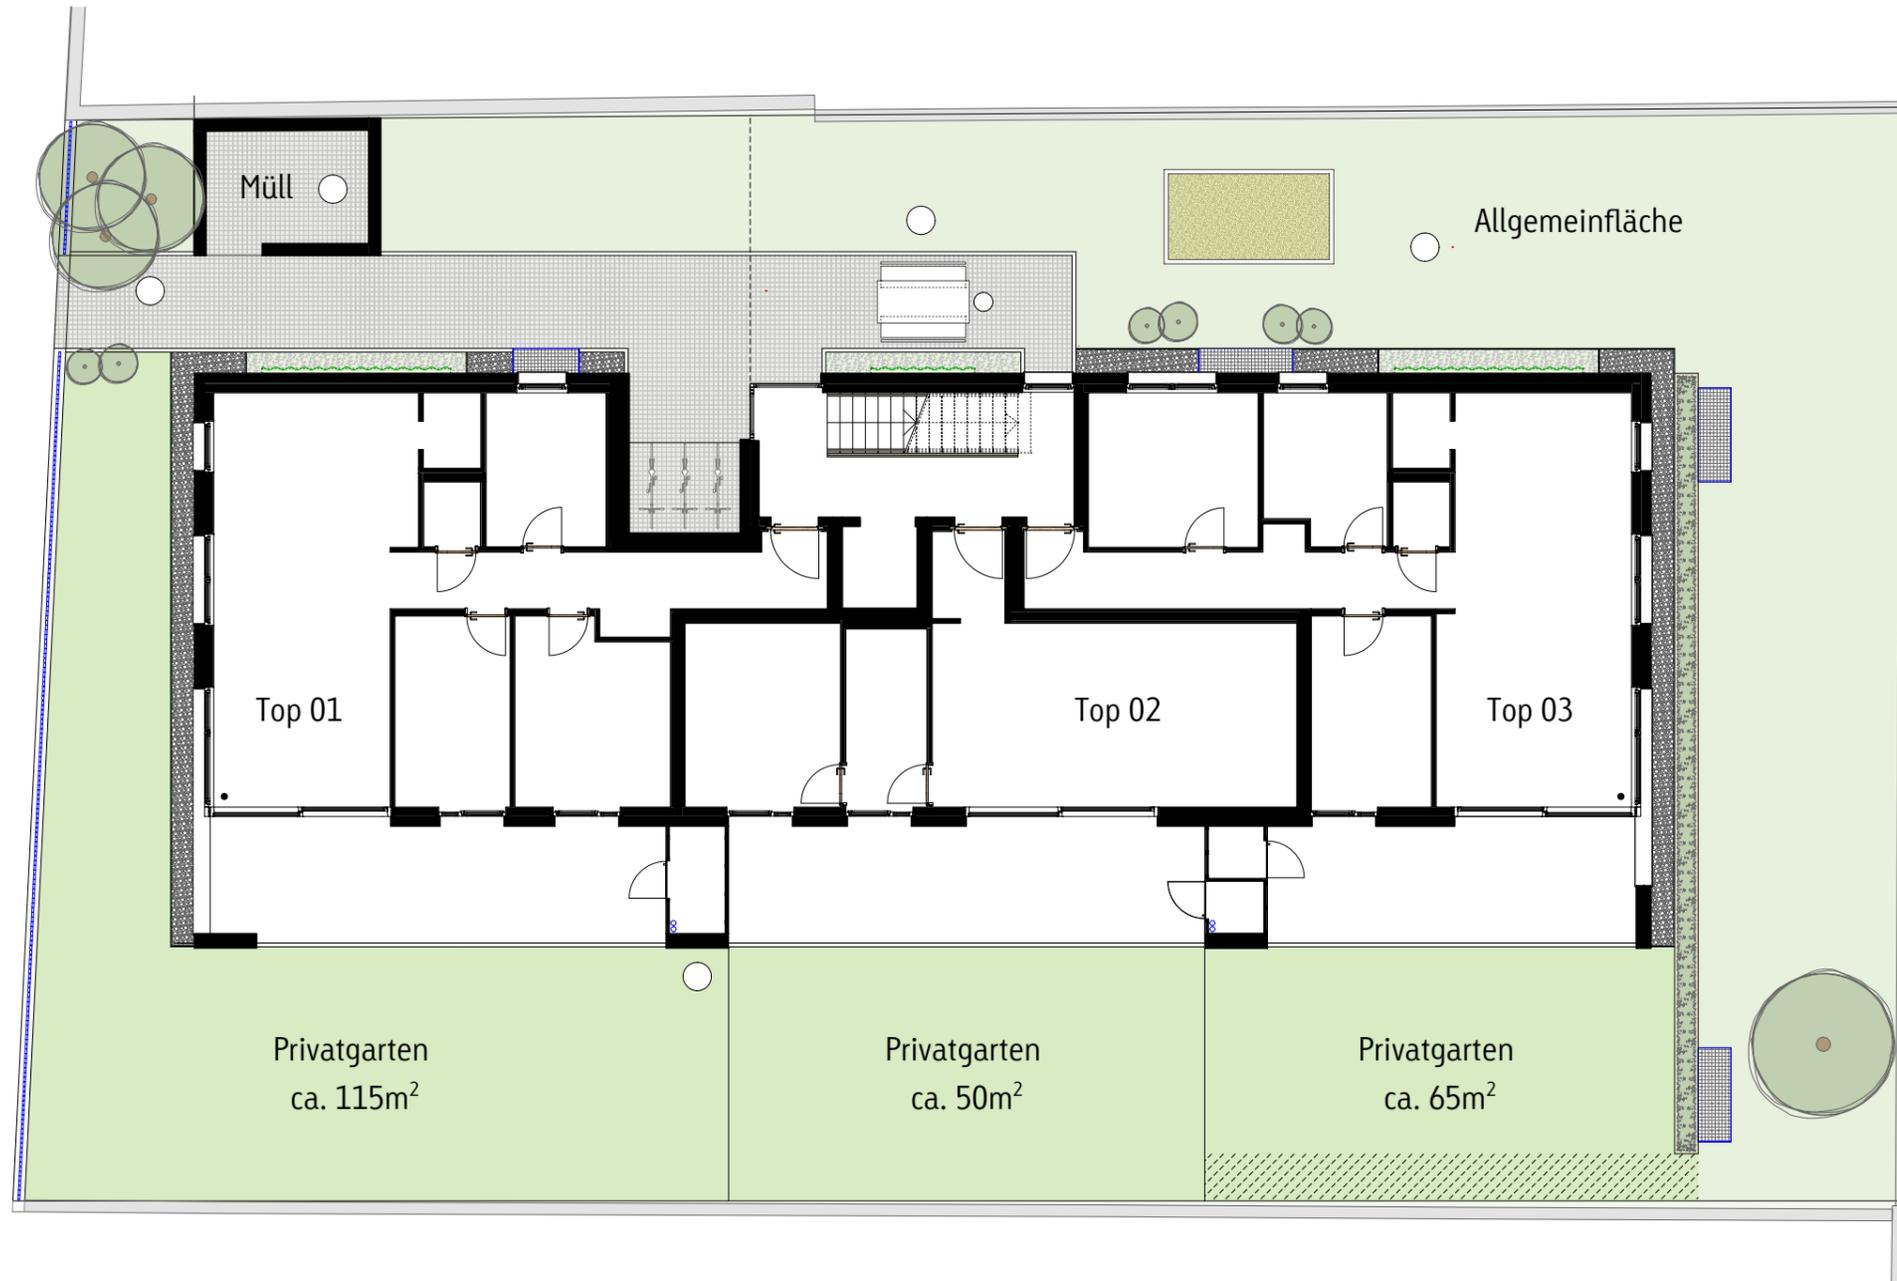 Müll
Allgemeinfläche
Top 01
Top 02
Top 03
Privatgarten
ca. 115m²
Privatgarten
ca. 50m²
Privatgarten
ca. 65m²